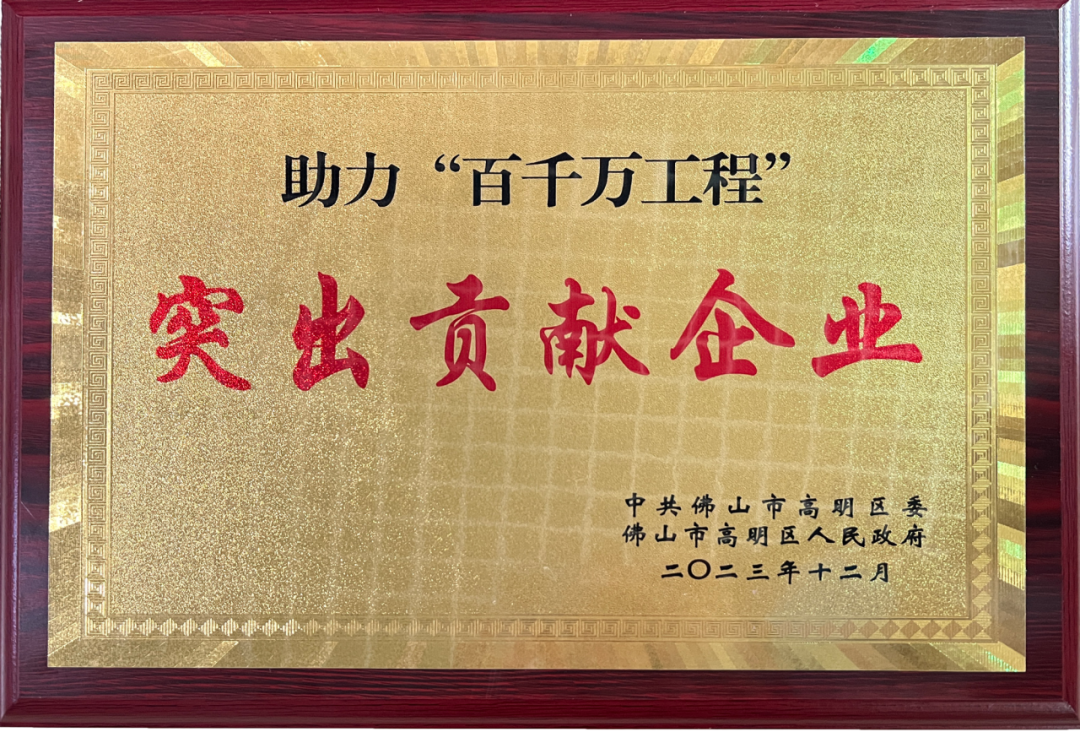 助力“百千万工程”
突出贡献企业
中共佛山市高明区委
佛山市高明区人民政府
二〇二三年十二月